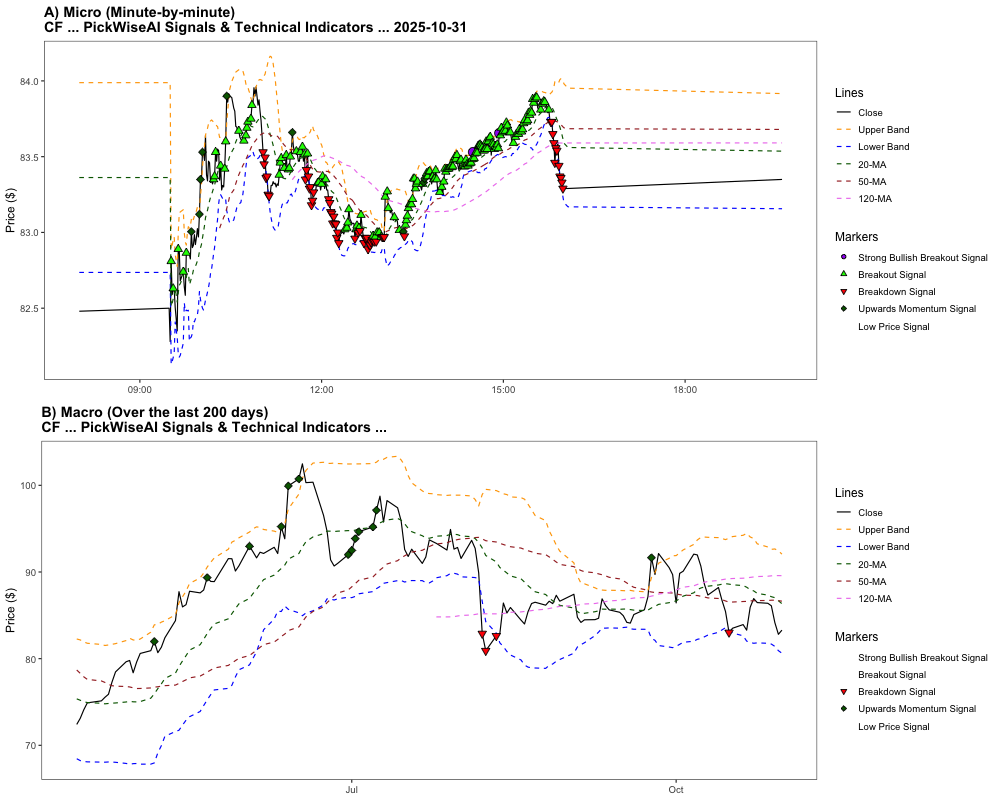 A) Micro (Minute-by-minute)
CF ... PickWiseAI Signals & Technical Indicators ... 2025-10-31
Price ($)
84.0
83.5
83.0
82.5
09:00
12:00
15:00
18:00
Lines
Close
Upper Band
Lower Band
20-MA
50-MA
120-MA
Markers
Strong Bullish Breakout Signal
Breakout Signal
Breakdown Signal
Upwards Momentum Signal
Low Price Signal
B) Macro (Over the last 200 days)
CF ... PickWiseAI Signals & Technical Indicators ...
Price ($)
100
90
80
70
Jul
Oct
Lines
Close
Upper Band
Lower Band
20-MA
50-MA
120-MA
Markers
Strong Bullish Breakout Signal
Breakout Signal
Breakdown Signal
Upwards Momentum Signal
Low Price Signal